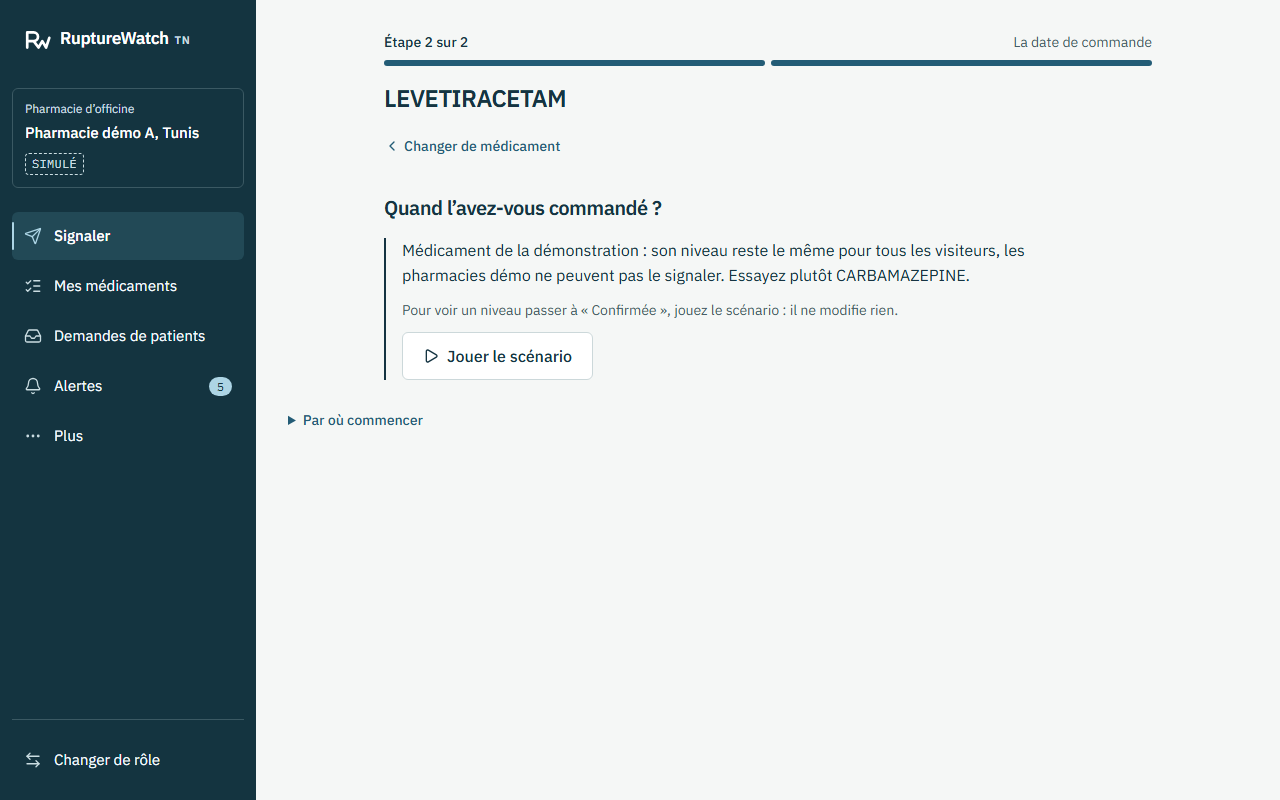 RuptureWatch TN
Pharmacie d’officine
Pharmacie démo A, Tunis
SIMULÉ
Signaler
Mes médicaments
Demandes de patients
Alertes 5
Plus
Changer de rôle
Étape 2 sur 2
La date de commande
LEVETIRACETAM
Changer de médicament
Quand l’avez-vous commandé ?
Médicament de la démonstration : son niveau reste le même pour tous les visiteurs, les
pharmacies démo ne peuvent pas le signaler. Essayez plutôt CARBAMAZEPINE.
Pour voir un niveau passer à « Confirmée », jouez le scénario : il ne modifie rien.
Jouer le scénario
Par où commencer